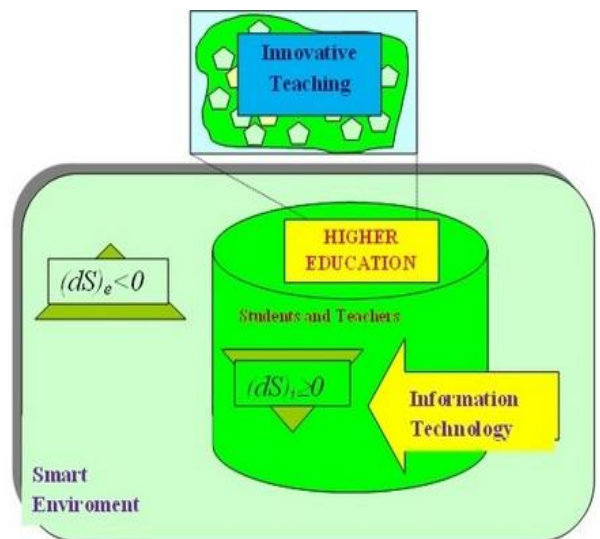 Innovative
Teaching
HIGHER
EDUCATION
(dS)e<0
Students and Teachers
(dS)i≥0
Information
Technology
Smart
Enviroment